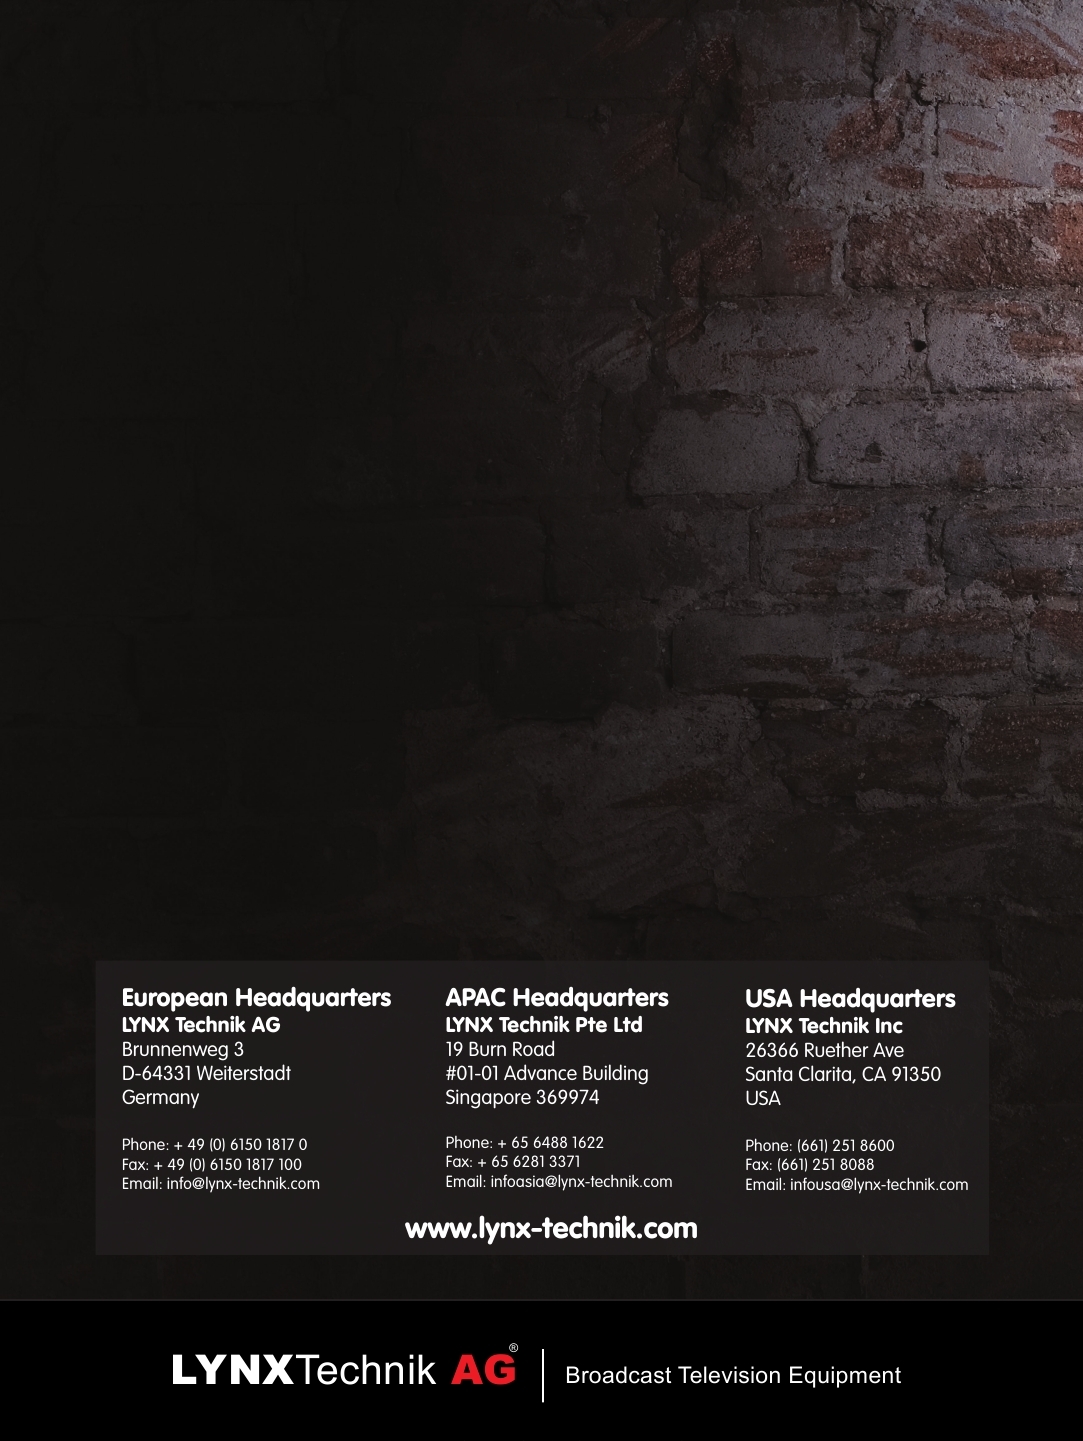 European Headquarters
LYNX Technik AG
Brunnenweg 3
D-64331 Weiterstadt
Germany
Phone: + 49 (0) 6150 1817 0
Fax: + 49 (0) 6150 1817 100
Email: info@lynx-technik.com
APAC Headquarters
LYNX Technik Pte Ltd
19 Burn Road
#01-01 Advance Building
Singapore 369974
Phone: + 65 6488 1622
Fax: + 65 6281 3371
Email: infoasia@lynx-technik.com
USA Headquarters
LYNX Technik Inc
26366 Ruether Ave
Santa Clarita, CA 91350
USA
Phone: (661) 251 8600
Fax: (661) 251 8088
Email: infousa@lynx-technik.com
www.lynx-technik.com
LYNXTechnik AG®
Broadcast Television Equipment